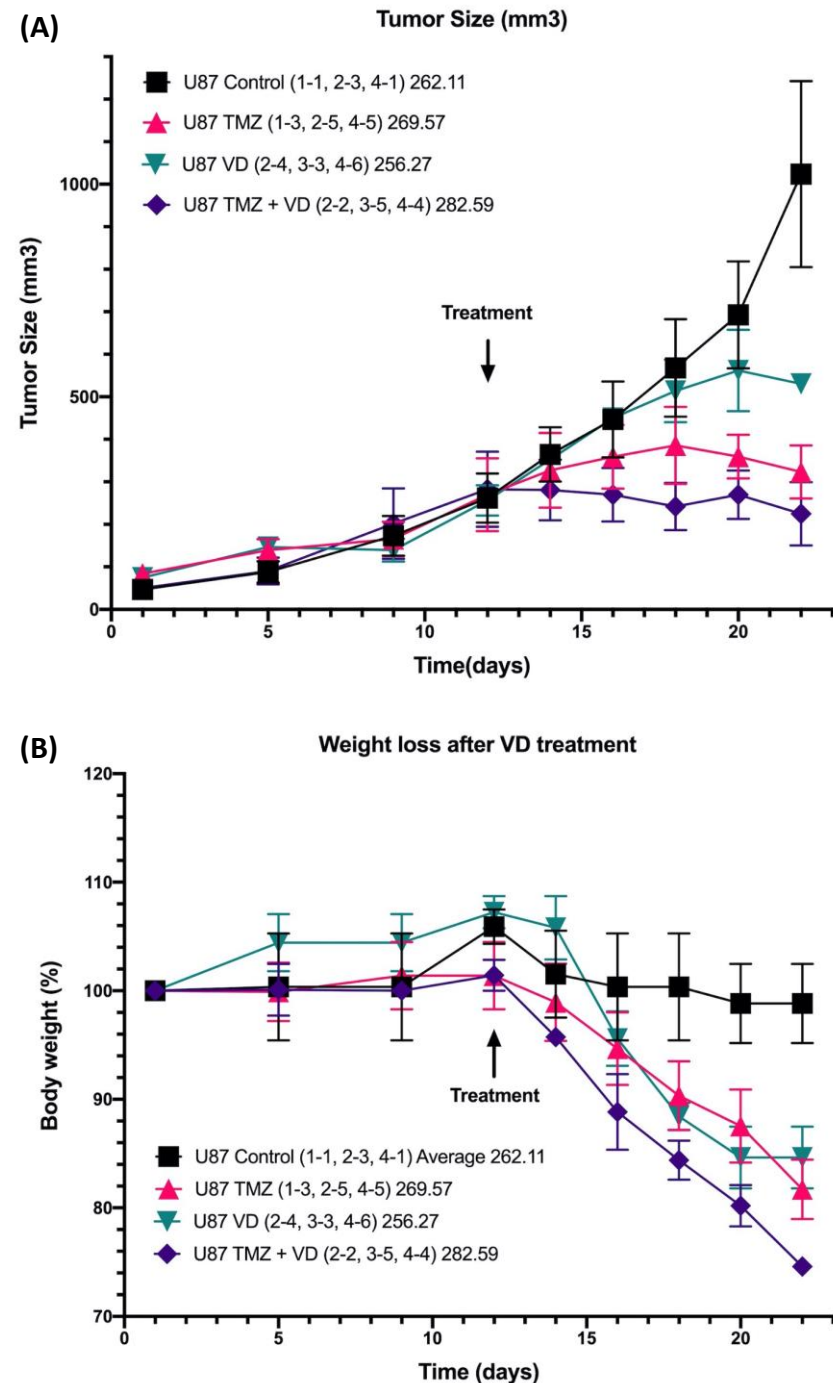 (A)
Tumor Size (mm3)
U87 Control (1-1, 2-3, 4-1) 262.11
U87 TMZ (1-3, 2-5, 4-5) 269.57
U87 VD (2-4, 3-3, 4-6) 256.27
U87 TMZ + VD (2-2, 3-5, 4-4) 282.59
1000
500
0
Tumor Size (mm3)
Treatment
0 5 10 15 20
Time(days)
(B)
Weight loss after VD treatment
120
110
100
90
80
70
Body weight (%)
Treatment
U87 Control (1-1, 2-3, 4-1) Average 262.11
U87 TMZ (1-3, 2-5, 4-5) 269.57
U87 VD (2-4, 3-3, 4-6) 256.27
U87 TMZ + VD (2-2, 3-5, 4-4) 282.59
0 5 10 15 20
Time (days)